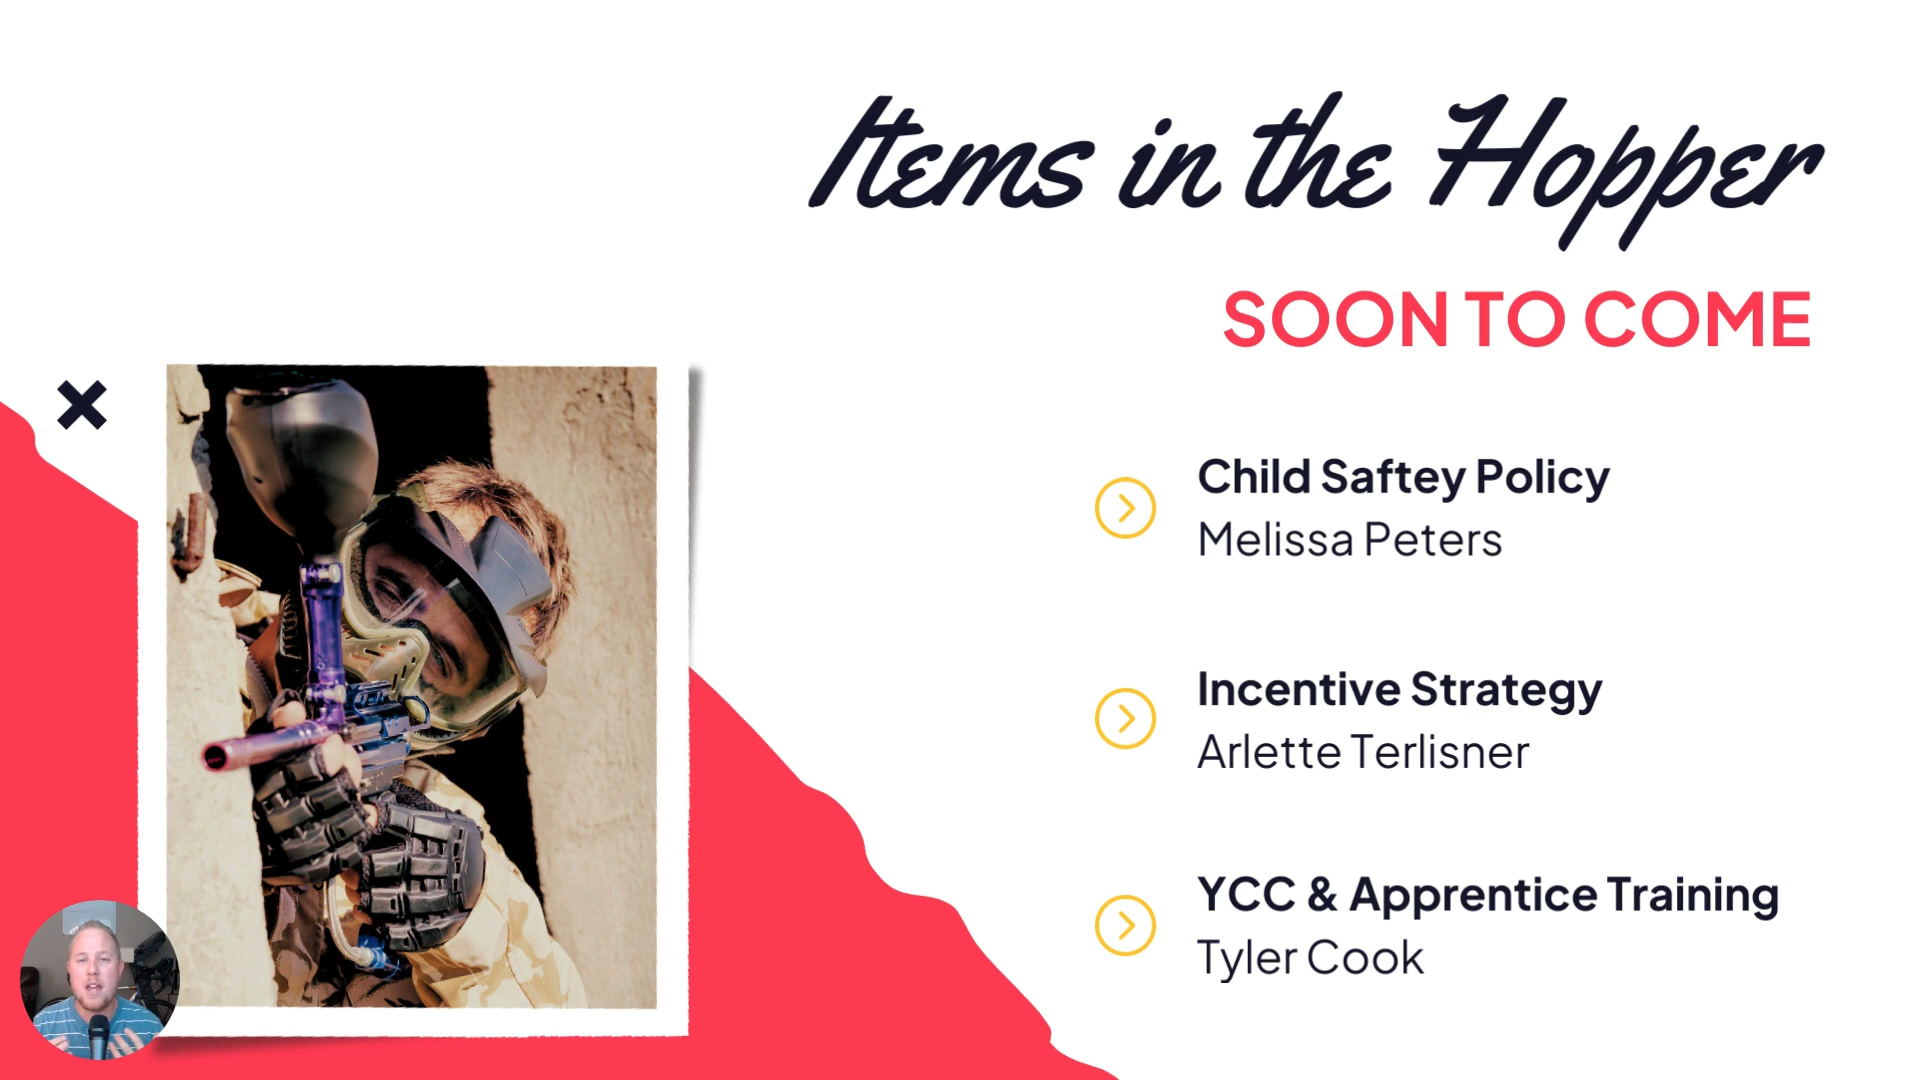 Items in the Hopper
SOON TO COME
Child Saftey Policy
Melissa Peters
Incentive Strategy
Arlette Terlisner
YCC & Apprentice Training
Tyler Cook